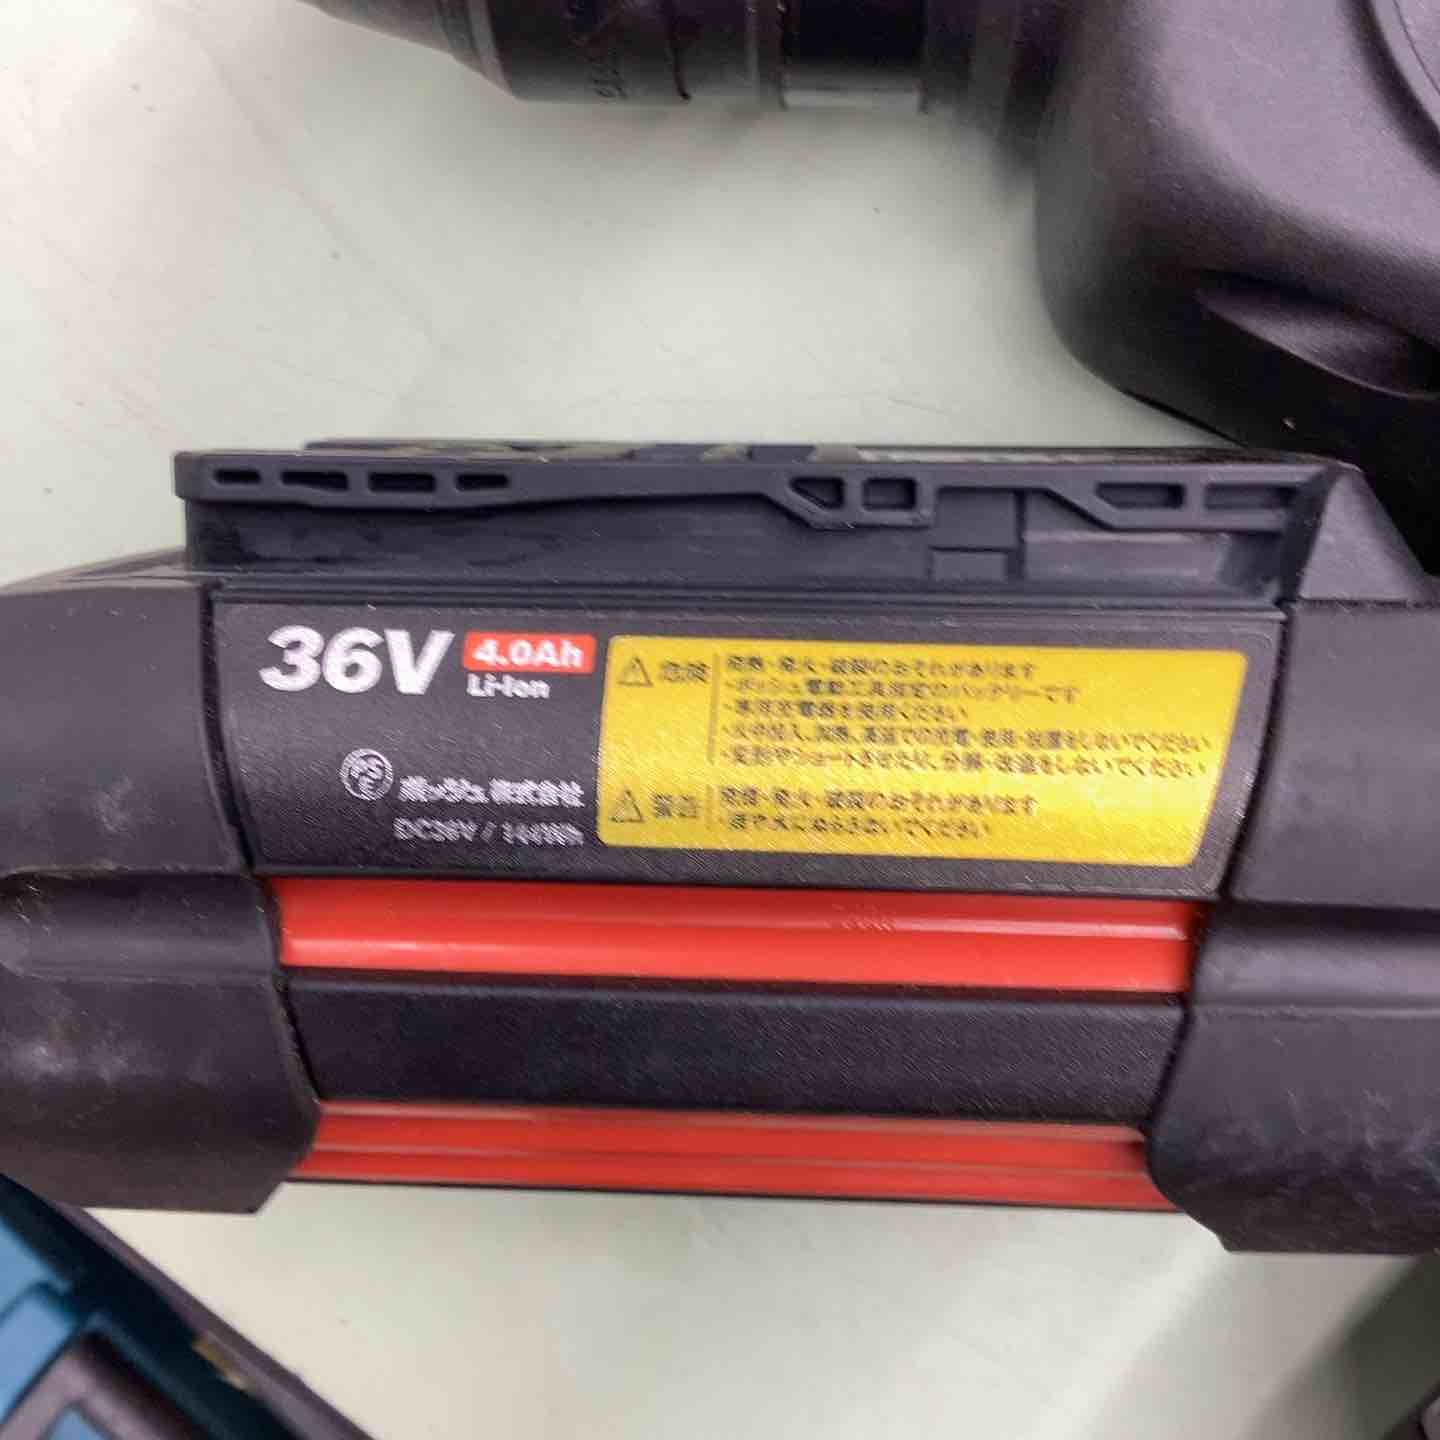 36V 4.0Ah
Li-Ion
PSE
ボッシュ株式会社
DC36V / 144Wh
危険 発熱・発火・破裂のおそれがあります
・ボッシュ電動工具指定のバッテリーです
・専用充電器を使用ください
・火中投入、加熱、高温での充電・使用・放置をしないでください
・変形やショートさせたり、分解・改造をしないでください
警告 発煙・発火・破裂のおそれがあります
・雨や水にぬらさないでください